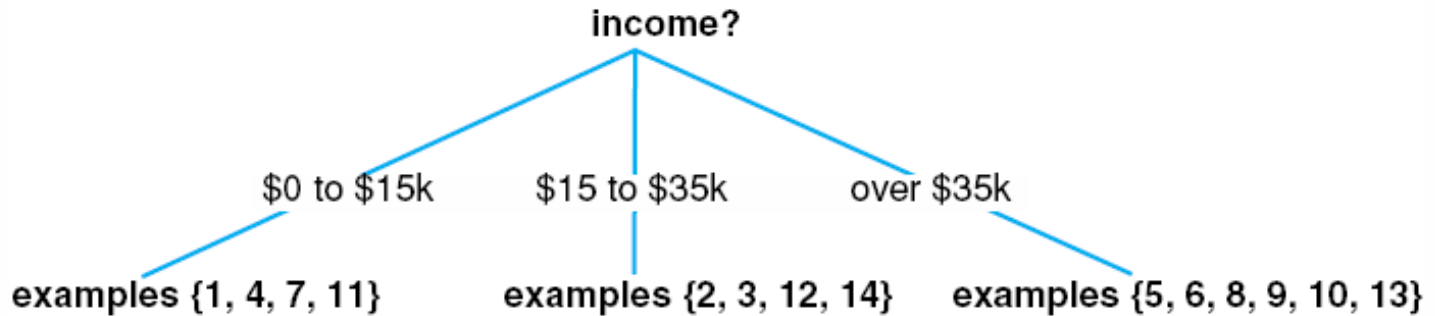 income?
$0 to $15k $15 to $35k over $35k
examples {1, 4, 7, 11} examples {2, 3, 12, 14} examples {5, 6, 8, 9, 10, 13}